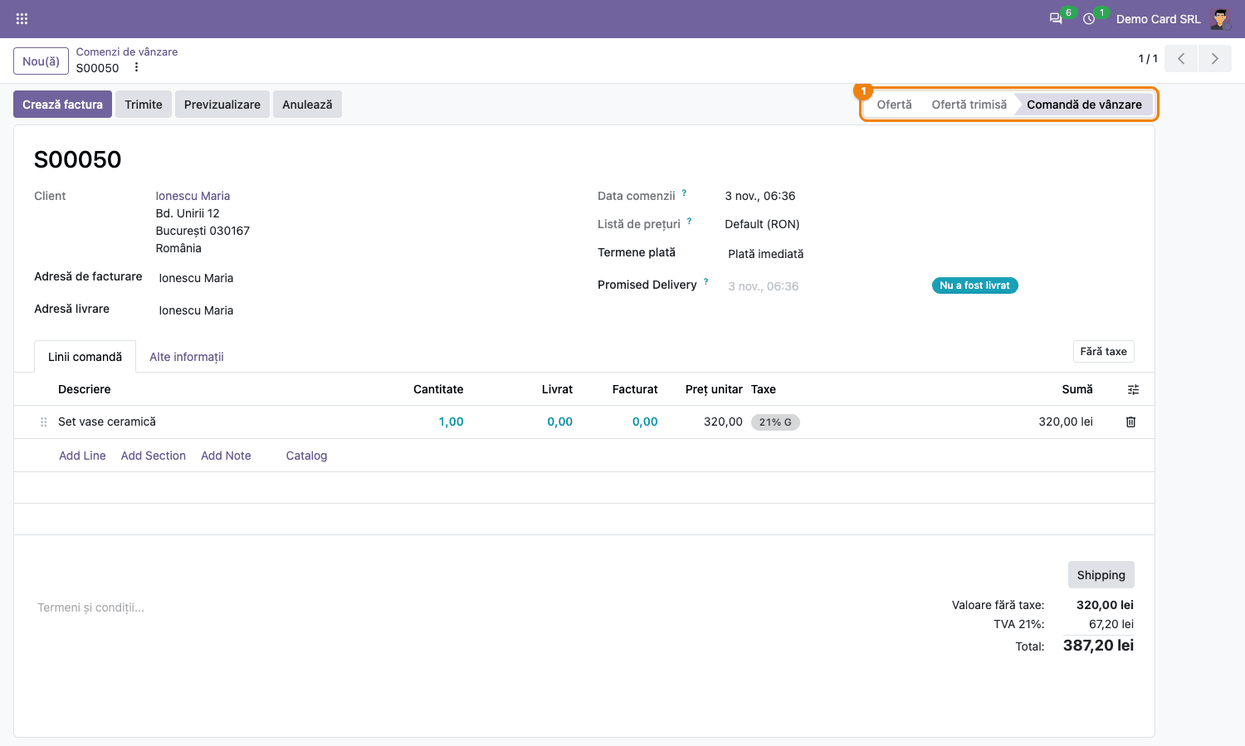 6
1
Demo Card SRL
Nou(ă)
Comenzi de vânzare
S00050
1 / 1
Crează factura
Trimite
Previzualizare
Anulează
1
Ofertă
Ofertă trimisă
Comandă de vânzare
S00050
Client
Ionescu Maria
Bd. Unirii 12
București 030167
România
Adresă de facturare
Ionescu Maria
Adresă livrare
Ionescu Maria
Data comenzii ?
3 nov., 06:36
Listă de prețuri ?
Default (RON)
Termene plată
Plată imediată
Promised Delivery ?
3 nov., 06:36
Nu a fost livrat
Linii comandă
Alte informații
Fără taxe
Descriere Cantitate Livrat Facturat Preț unitar Taxe Sumă
Set vase ceramică 1,00 0,00 0,00 320,00 21% G 320,00 lei
Add Line Add Section Add Note Catalog
Shipping
Termeni și condiții...
Valoare fără taxe: 320,00 lei
TVA 21%: 67,20 lei
Total: 387,20 lei